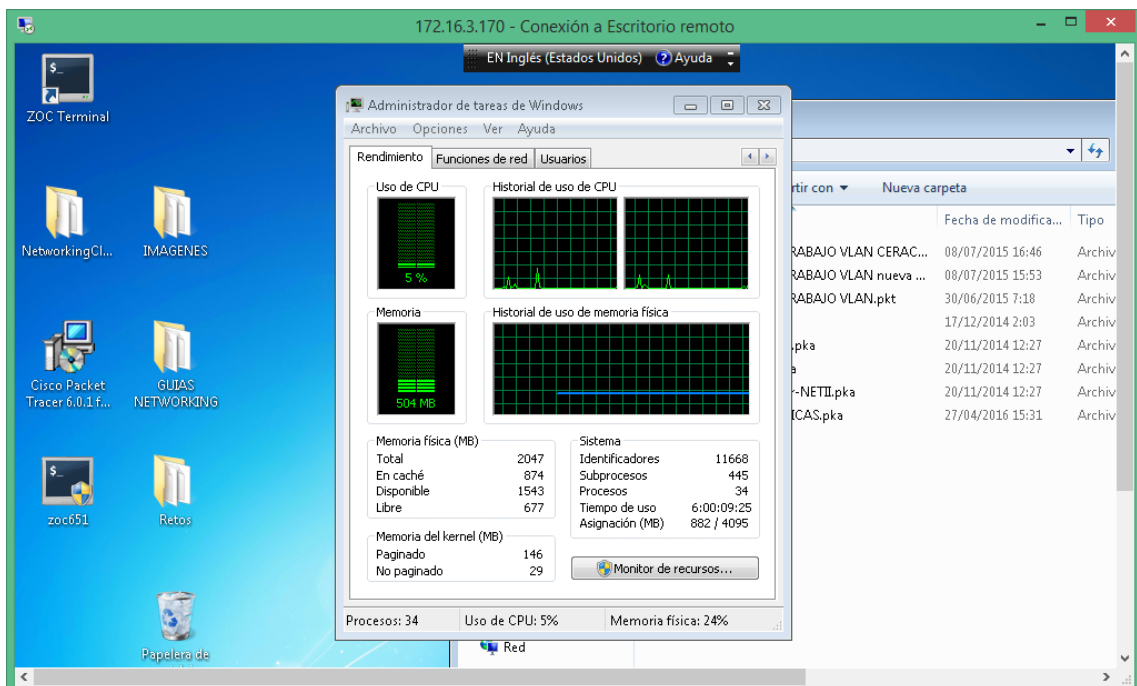 172.16.3.170 - Conexión a Escritorio remoto
EN Inglés (Estados Unidos) Ayuda
$_
ZOC Terminal
NetworkingCl...
IMAGENES
Cisco Packet
Tracer 6.0.1 f...
GUIAS
NETWORKING
$_
zoc651
Retos
Papelera de
Administrador de tareas de Windows
Archivo Opciones Ver Ayuda
Rendimiento Funciones de red Usuarios
Uso de CPU
5 %
Historial de uso de CPU
Memoria
504 MB
Historial de uso de memoria física
Memoria física (MB)
Total 2047
En caché 874
Disponible 1543
Libre 677
Sistema
Identificadores 11668
Subprocesos 445
Procesos 34
Tiempo de uso 6:00:09:25
Asignación (MB) 882 / 4095
Memoria del kernel (MB)
Paginado 146
No paginado 29
Monitor de recursos...
Procesos: 34 Uso de CPU: 5% Memoria física: 24%
rtir con Nueva carpeta
Fecha de modifica... Tipo
RABAJO VLAN CERAC... 08/07/2015 16:46 Archiv
RABAJO VLAN nueva ... 08/07/2015 15:53 Archiv
RABAJO VLAN.pkt 30/06/2015 7:18 Archiv
17/12/2014 2:03 Archiv
.pka 20/11/2014 12:27 Archiv
20/11/2014 12:27 Archiv
r-NETII.pka 20/11/2014 12:27 Archiv
ICAS.pka 27/04/2016 15:31 Archiv
Red